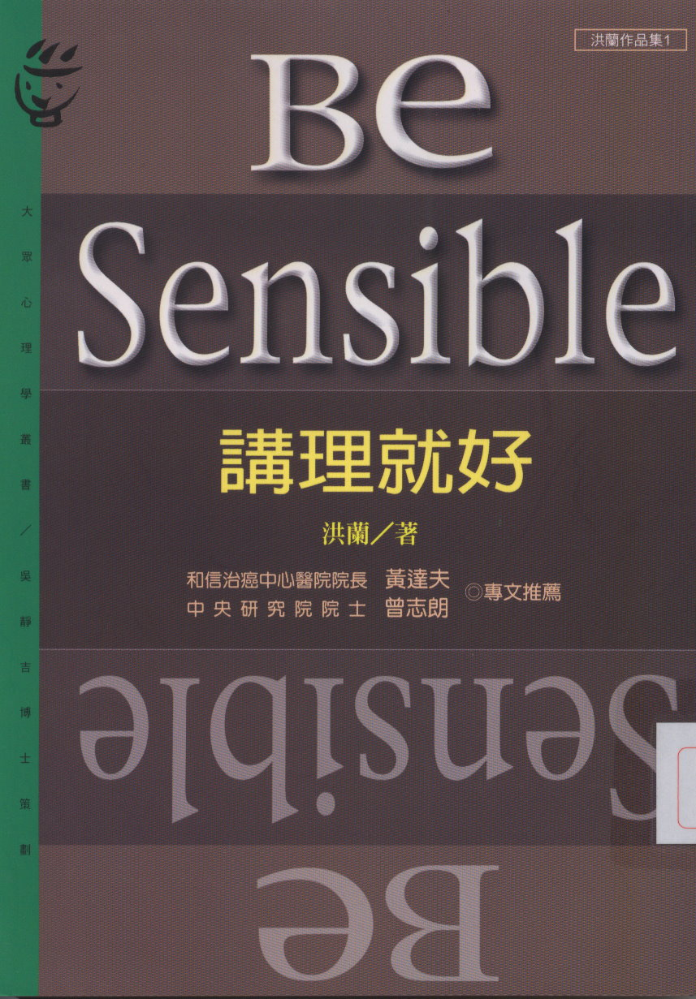 洪蘭作品集1
Be
Sensible
講理就好
洪蘭／著
和信治癌中心醫院院長 黃達夫
中央研究院院士 曾志朗
◎專文推薦
Sensible
Be
大眾心理學叢書／吳靜吉博士策劃